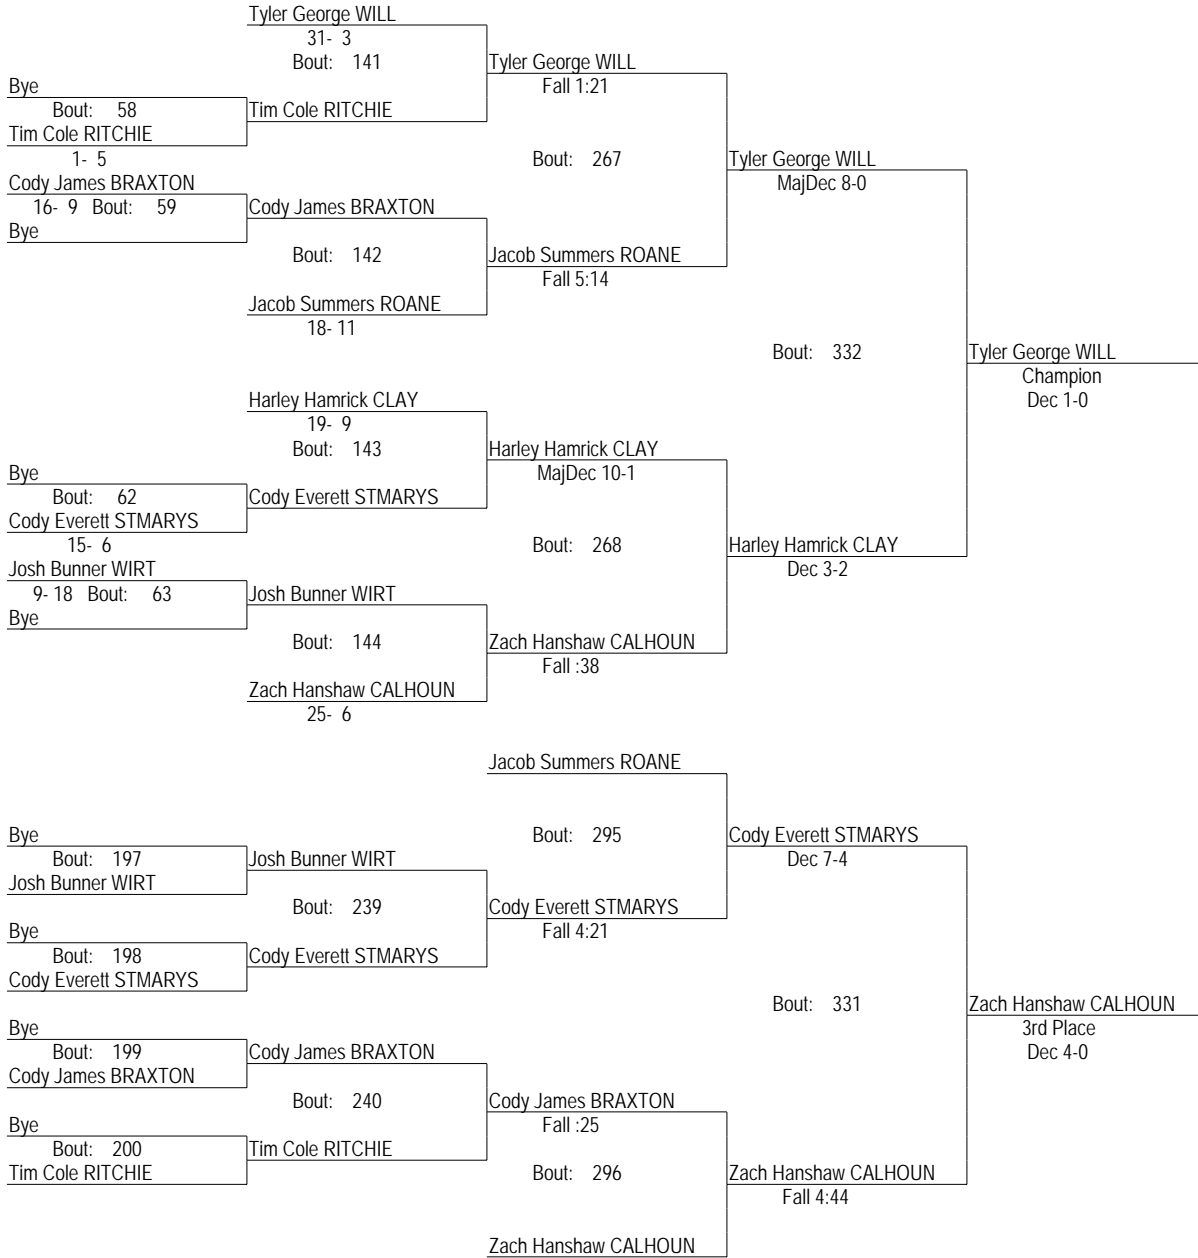 Tyler George WILL
31- 3
Bout: 141
Tyler George WILL
Fall 1:21
Bye
Bout: 58
Tim Cole RITCHIE
Tim Cole RITCHIE
1- 5
Bout: 267
Tyler George WILL
MajDec 8-0
Cody James BRAXTON
16- 9 Bout: 59
Cody James BRAXTON
Bye
Bout: 142
Jacob Summers ROANE
Fall 5:14
Jacob Summers ROANE
18- 11
Bout: 332
Tyler George WILL
Champion
Dec 1-0
Harley Hamrick CLAY
19- 9
Bout: 143
Harley Hamrick CLAY
MajDec 10-1
Bye
Bout: 62
Cody Everett STMARYS
Cody Everett STMARYS
15- 6
Bout: 268
Harley Hamrick CLAY
Dec 3-2
Josh Bunner WIRT
9- 18 Bout: 63
Josh Bunner WIRT
Bye
Bout: 144
Zach Hanshaw CALHOUN
Fall :38
Zach Hanshaw CALHOUN
25- 6
Jacob Summers ROANE
Bye
Bout: 197
Josh Bunner WIRT
Josh Bunner WIRT
Bout: 295
Cody Everett STMARYS
Dec 7-4
Bout: 239
Cody Everett STMARYS
Fall 4:21
Bye
Bout: 198
Cody Everett STMARYS
Cody Everett STMARYS
Bout: 331
Zach Hanshaw CALHOUN
3rd Place
Dec 4-0
Bye
Bout: 199
Cody James BRAXTON
Cody James BRAXTON
Bout: 240
Cody James BRAXTON
Fall :25
Bye
Bout: 200
Tim Cole RITCHIE
Tim Cole RITCHIE
Bout: 296
Zach Hanshaw CALHOUN
Fall 4:44
Zach Hanshaw CALHOUN